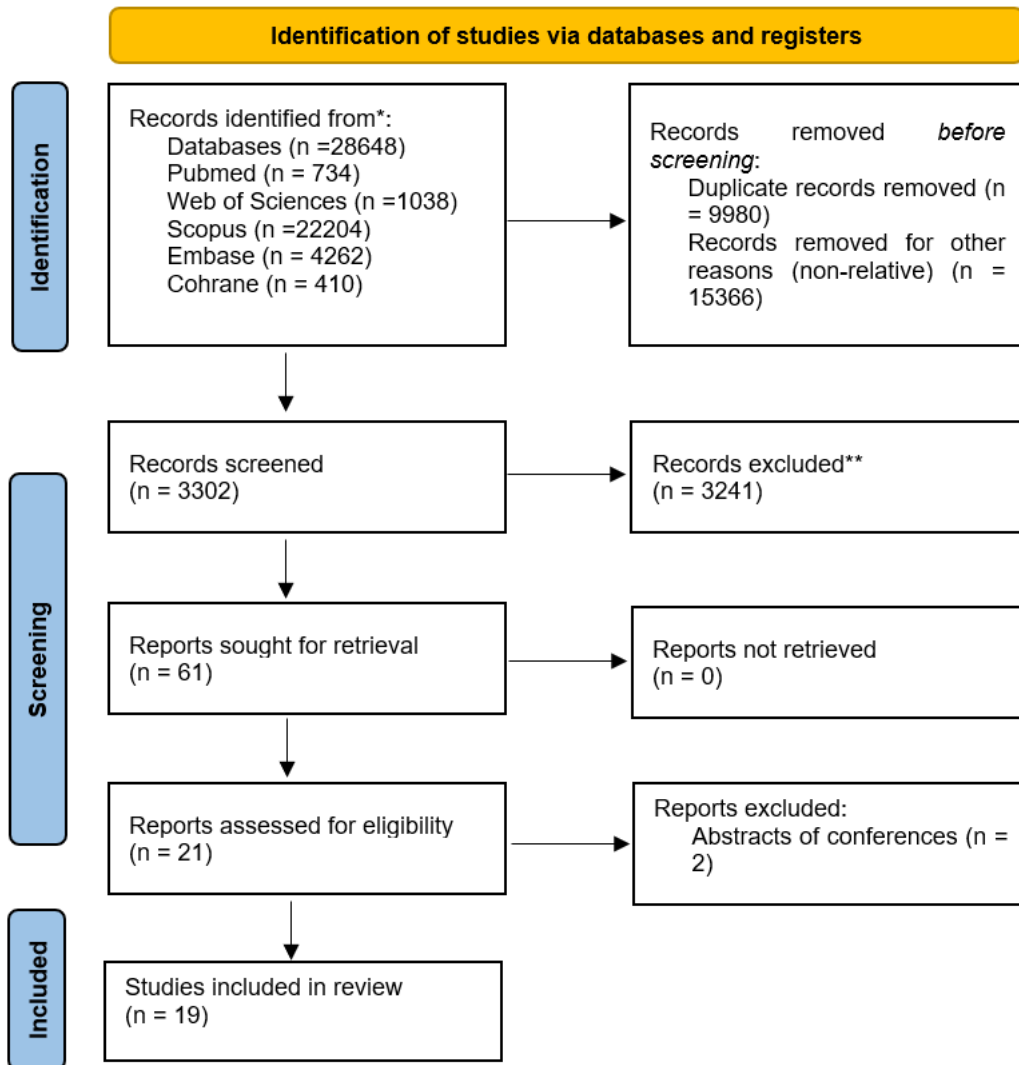 Identification of studies via databases and registers
Identification
Records identified from*:
Databases (n =28648)
Pubmed (n = 734)
Web of Sciences (n =1038)
Scopus (n =22204)
Embase (n = 4262)
Cohrane (n = 410)
Records removed before
screening:
Duplicate records removed (n
= 9980)
Records removed for other
reasons (non-relative) (n =
15366)
Screening
Records screened
(n = 3302)
Records excluded**
(n = 3241)
Reports sought for retrieval
(n = 61)
Reports not retrieved
(n = 0)
Reports assessed for eligibility
(n = 21)
Reports excluded:
Abstracts of conferences (n =
2)
Included
Studies included in review
(n = 19)